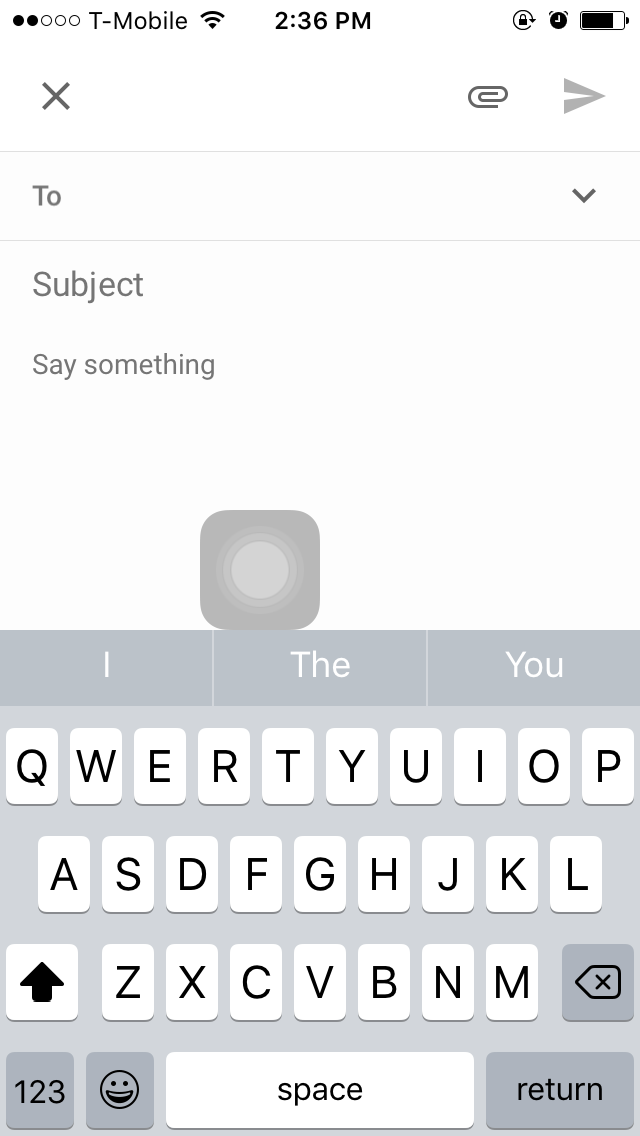 T-Mobile 2:36 PM
To
Subject
Say something
I The You
Q W E R T Y U I O P
A S D F G H J K L
Z X C V B N M
123 space return